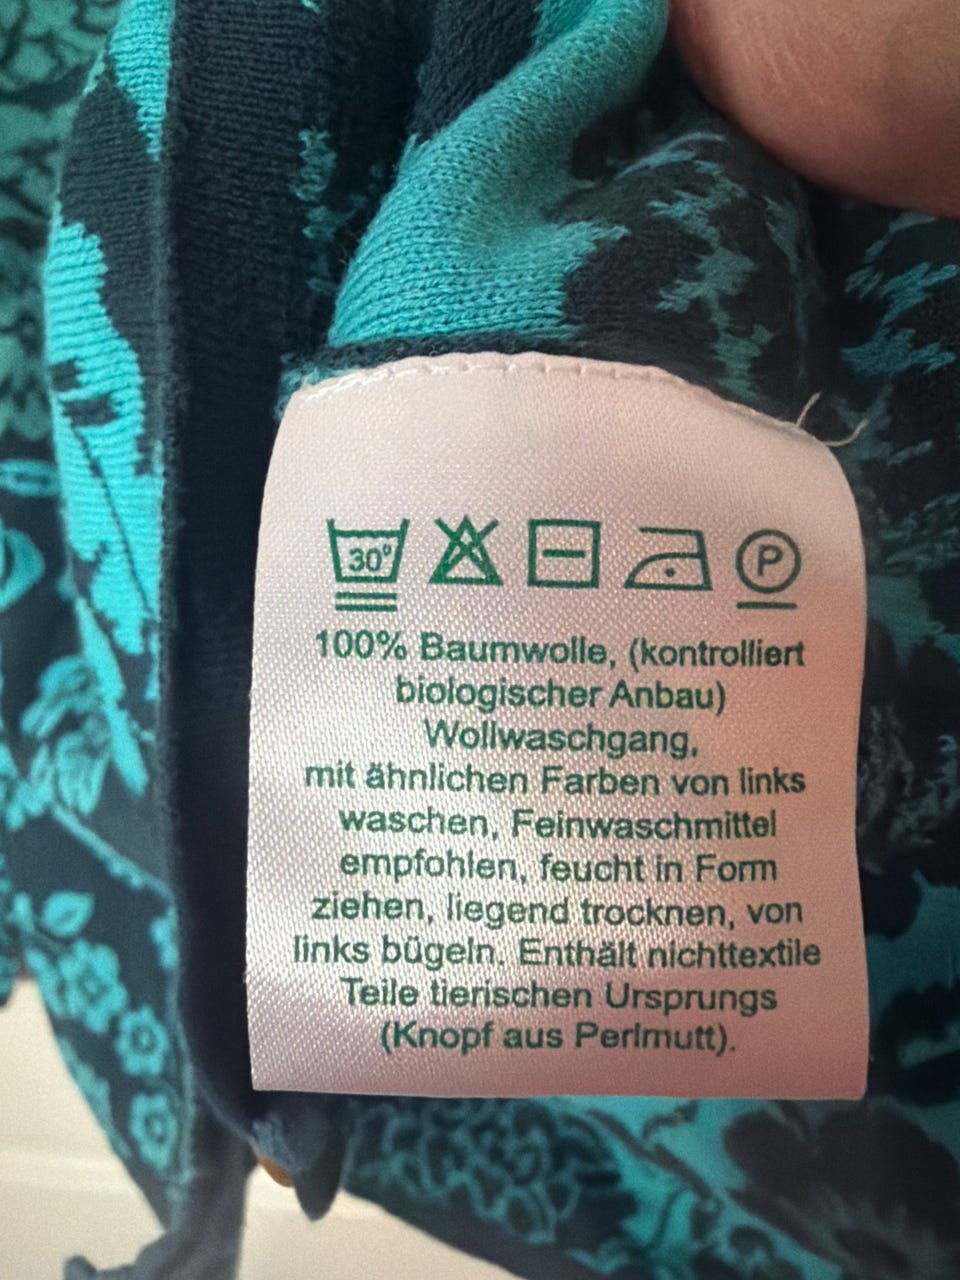 30° P
100% Baumwolle, (kontrolliert
biologischer Anbau)
Wollwaschgang,
mit ähnlichen Farben von links
waschen, Feinwaschmittel
empfohlen, feucht in Form
ziehen, liegend trocknen, von
links bügeln. Enthält nichttextile
Teile tierischen Ursprungs
(Knopf aus Perlmutt).